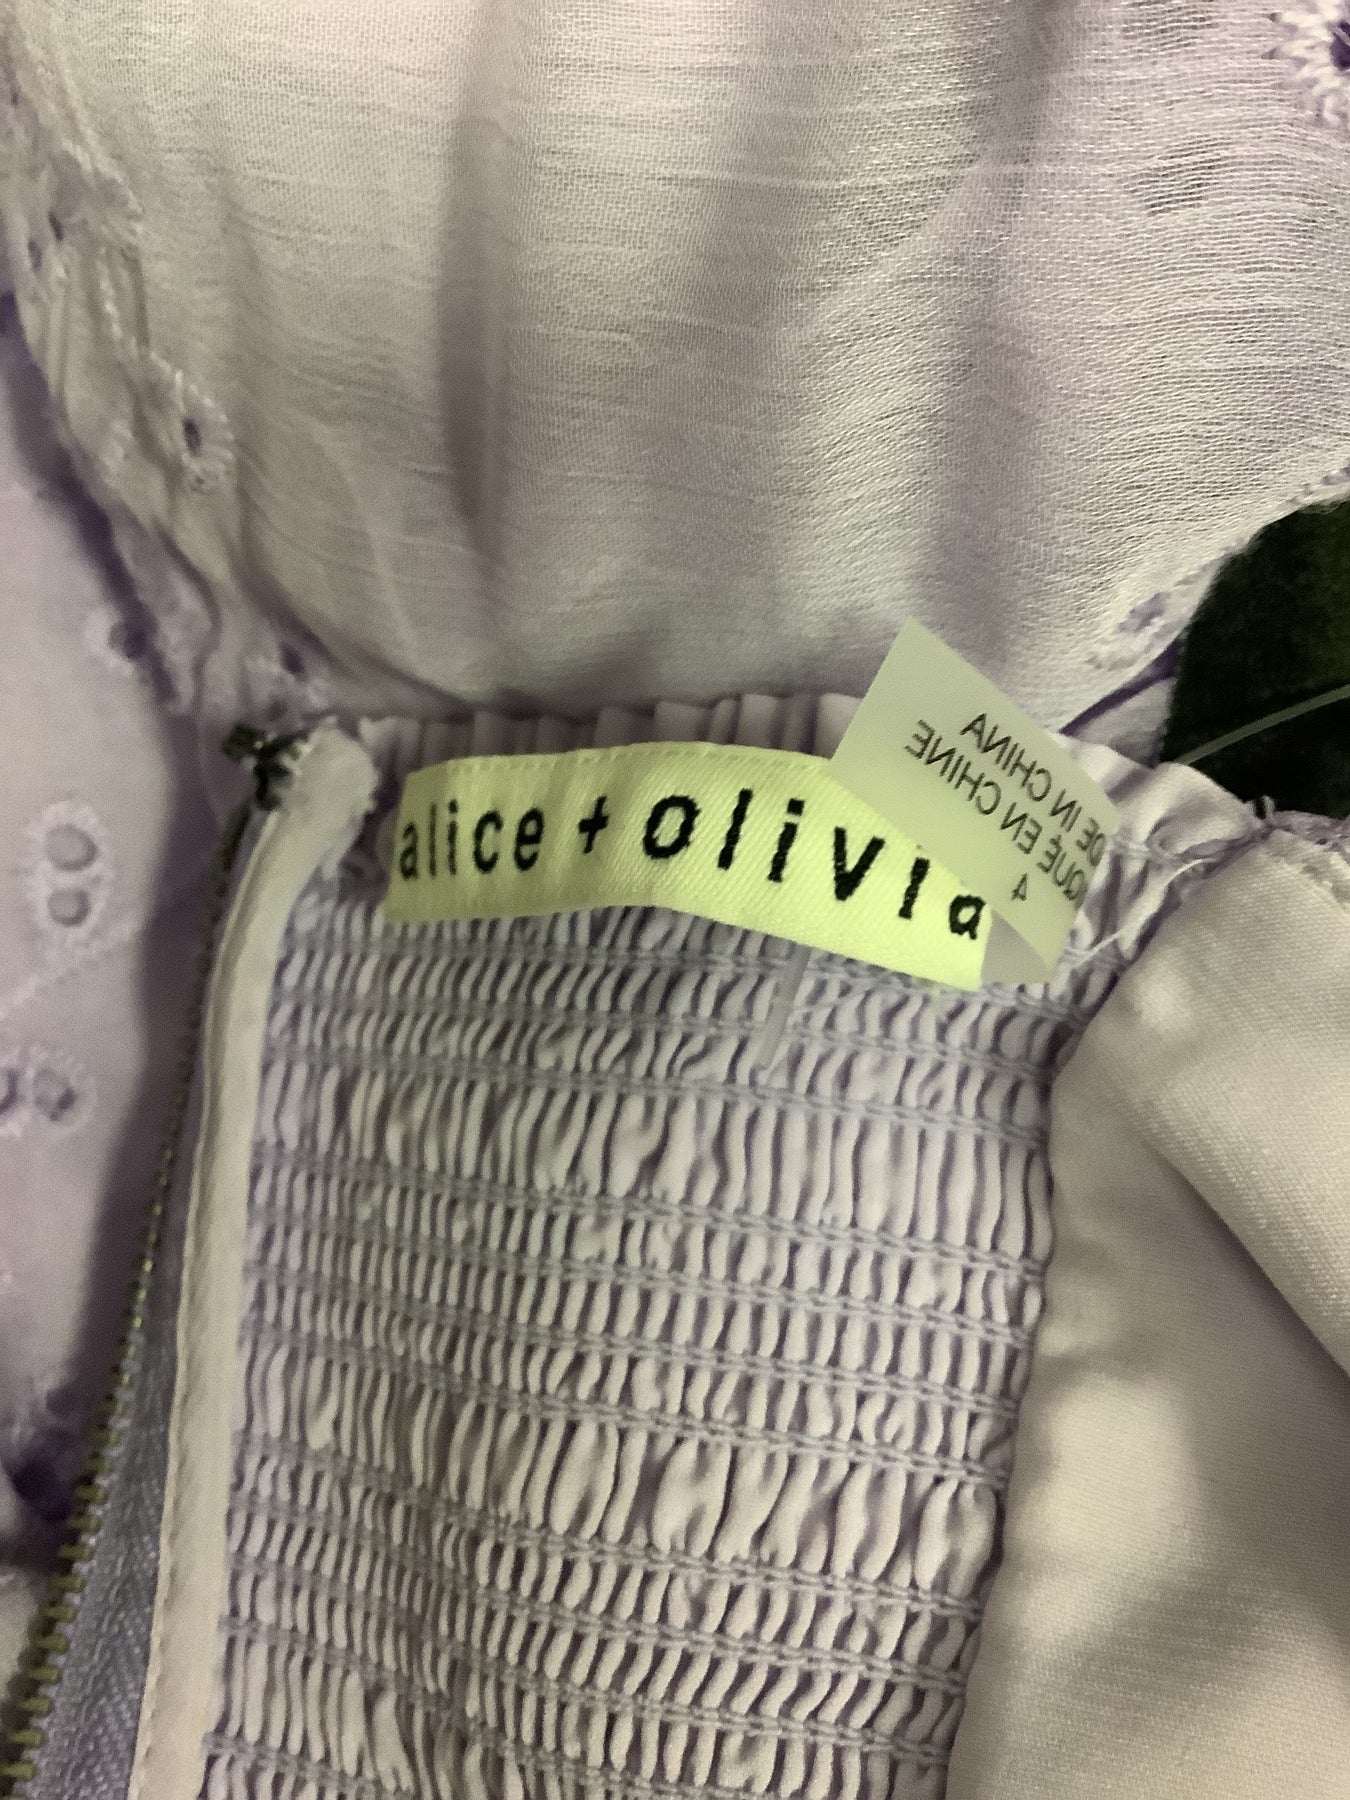 alice + olivia
DE IN CHINA
QUÉ EN CHINE
4